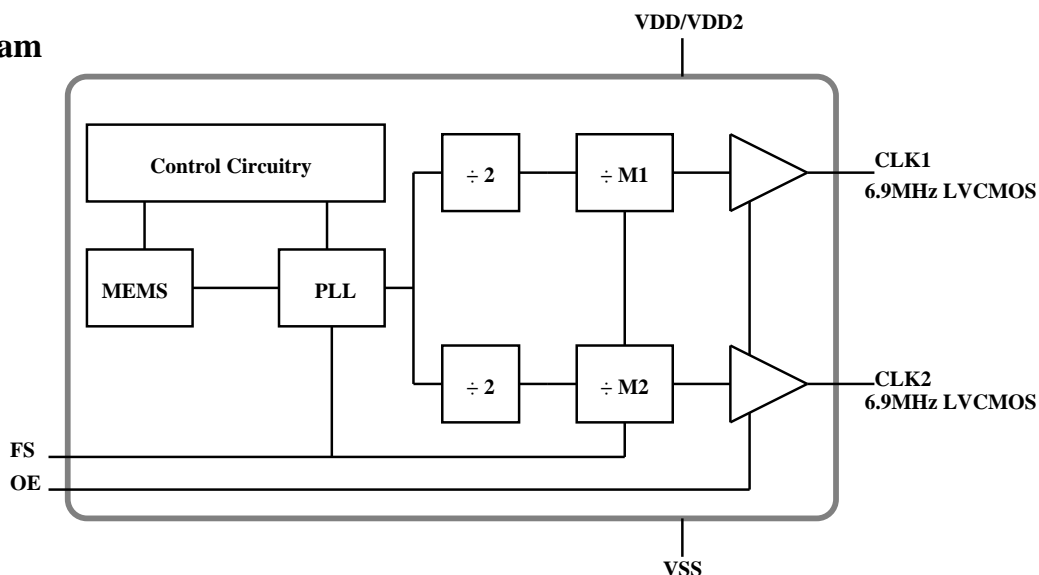 VDD/VDD2
am
Control Circuitry
÷ 2
÷ M1
CLK1
6.9MHz LVCMOS
MEMS
PLL
÷ 2
÷ M2
CLK2
6.9MHz LVCMOS
FS
OE
VSS